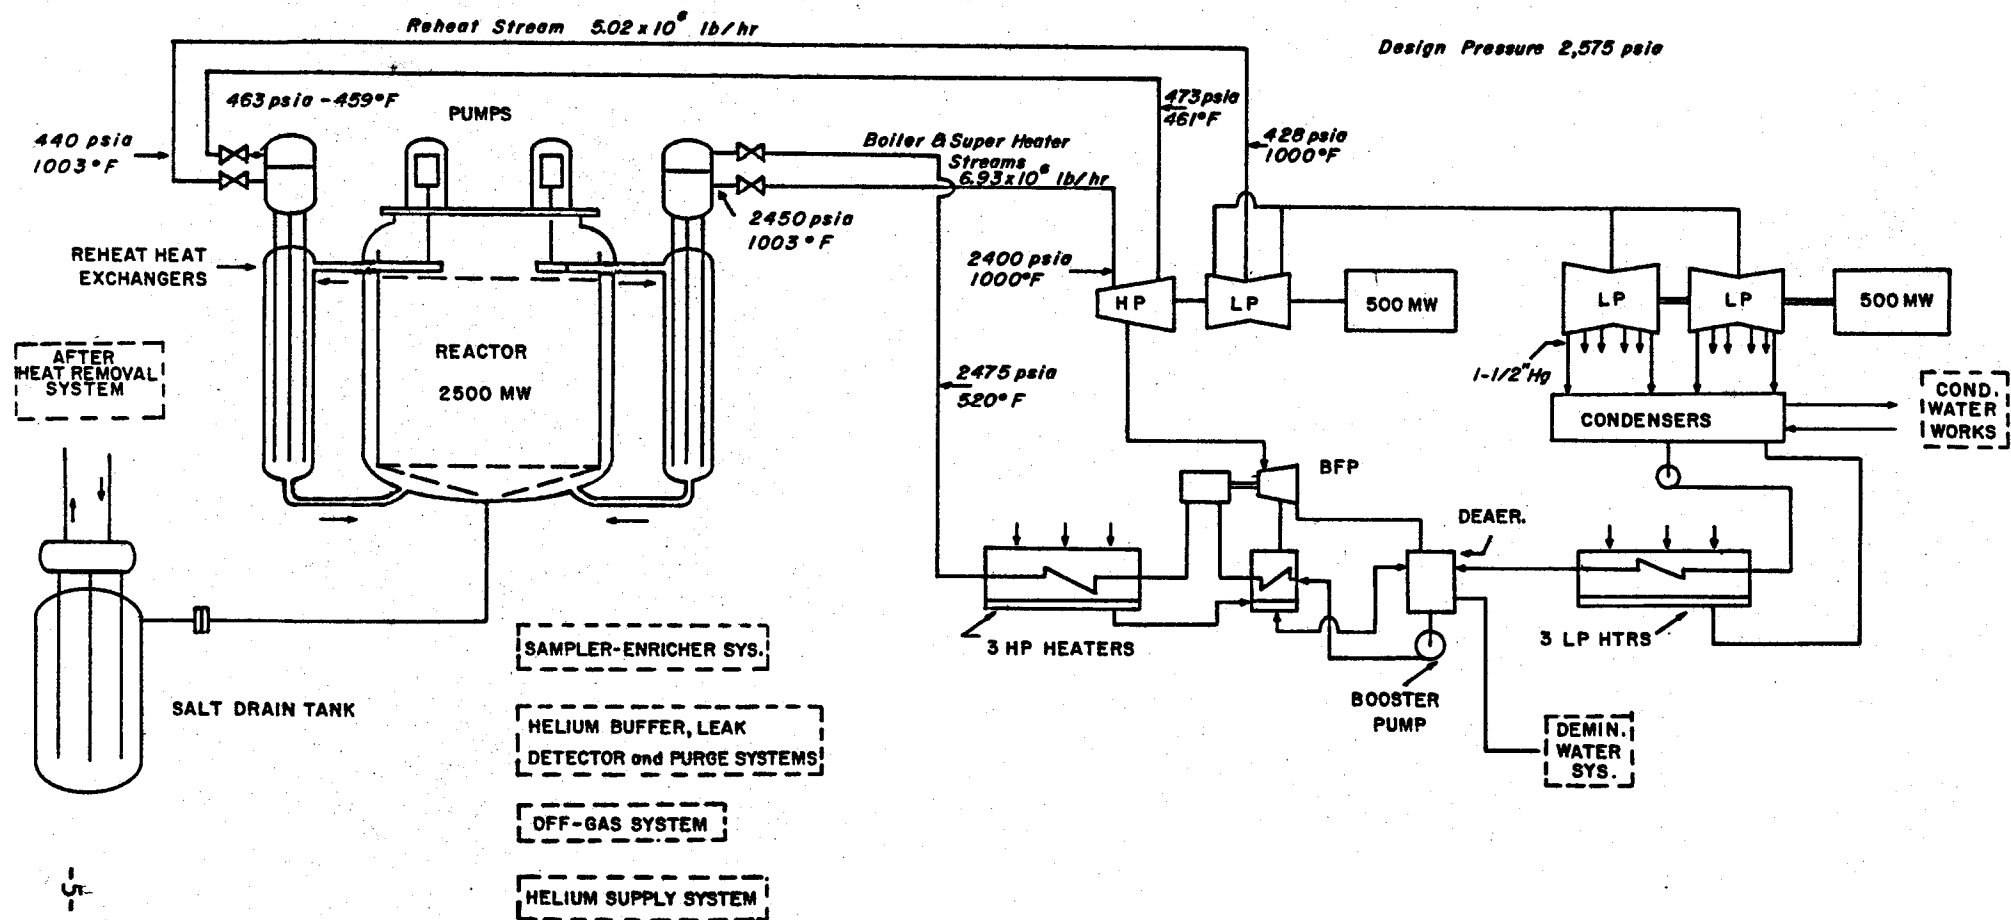 Reheat Stream 5.02 x 10⁶ lb/hr
Design Pressure 2,575 psia
463 psia - 459°F
PUMPS
473 psia
461°F
440 psia
1003°F
428 psia
1000°F
Boiler & Super Heater
Streams
6.93 x 10⁶ lb/hr
2450 psia
1003°F
REHEAT HEAT
EXCHANGERS
2400 psia
1000°F
HP
LP
500 MW
LP
LP
500 MW
REACTOR
2500 MW
AFTER
HEAT REMOVAL
SYSTEM
2475 psia
520°F
1-1/2" Hg
CONDENSERS
COND.
WATER
WORKS
BFP
DEAER.
3 HP HEATERS
3 LP HTRS
BOOSTER
PUMP
DEMIN.
WATER
SYS.
SALT DRAIN TANK
SAMPLER-ENRICHER SYS.
HELIUM BUFFER, LEAK
DETECTOR and PURGE SYSTEMS
OFF-GAS SYSTEM
HELIUM SUPPLY SYSTEM
-5-